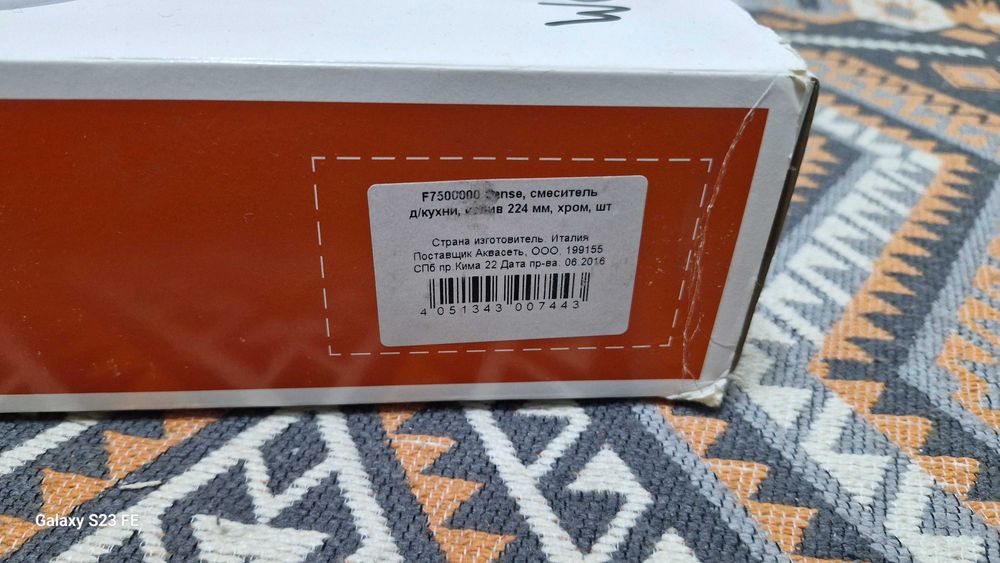 F7500000 Sense, смеситель
д/кухни, излив 224 мм, хром, шт
Страна изготовитель. Италия
Поставщик Аквасеть, ООО, 199155
СПб пр Кима 22 Дата пр-ва. 06.2016
4 051343 007443
Galaxy S23 FE